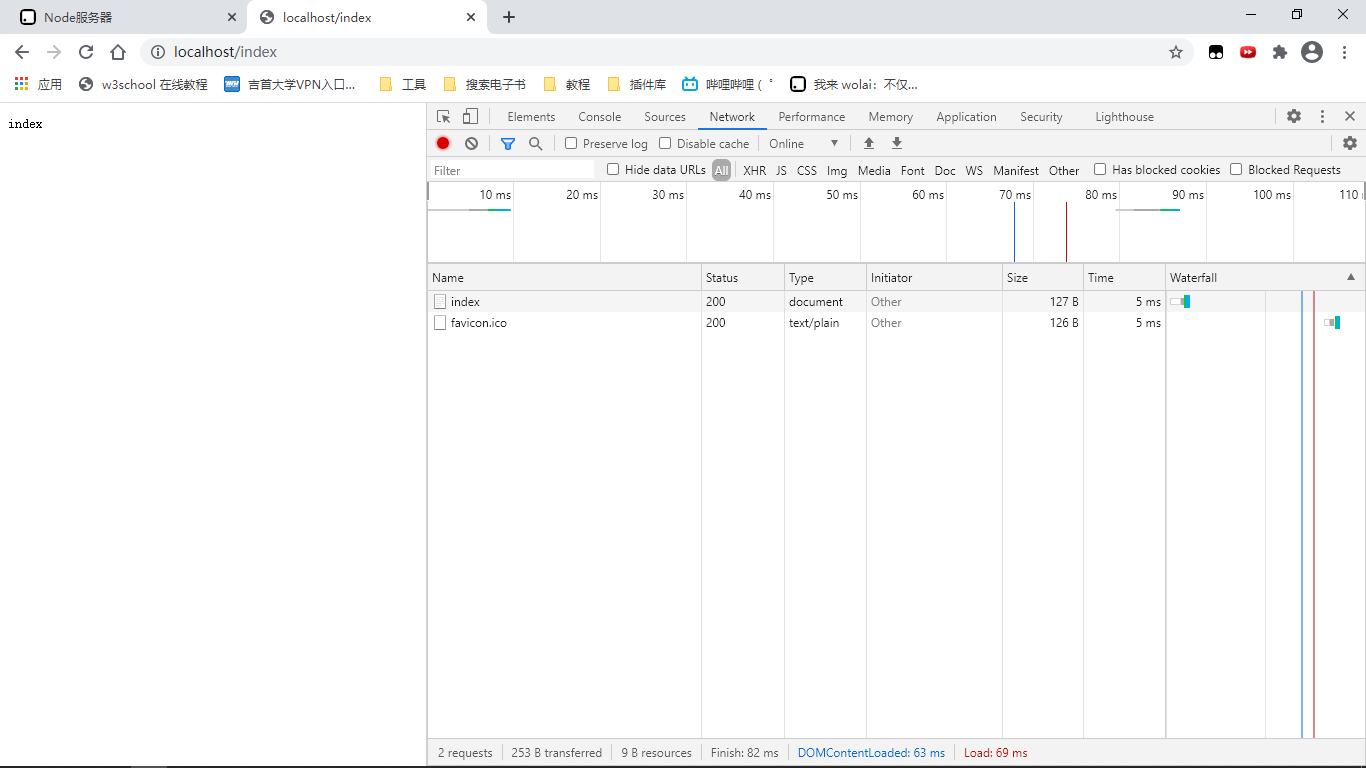 Node服务器
localhost/index
localhost/index
应用
w3school 在线教程
吉首大学VPN入口...
工具
搜索电子书
教程
插件库
哔哩哔哩 ( ゜
我来 wolai：不仅...
index
Elements Console Sources Network Performance Memory Application Security Lighthouse
Preserve log Disable cache Online ▼
Filter Hide data URLs All XHR JS CSS Img Media Font Doc WS Manifest Other Has blocked cookies Blocked Requests
10 ms 20 ms 30 ms 40 ms 50 ms 60 ms 70 ms 80 ms 90 ms 100 ms 110
Name Status Type Initiator Size Time Waterfall ▲
index 200 document Other 127 B 5 ms
favicon.ico 200 text/plain Other 126 B 5 ms
2 requests 253 B transferred 9 B resources Finish: 82 ms DOMContentLoaded: 63 ms Load: 69 ms